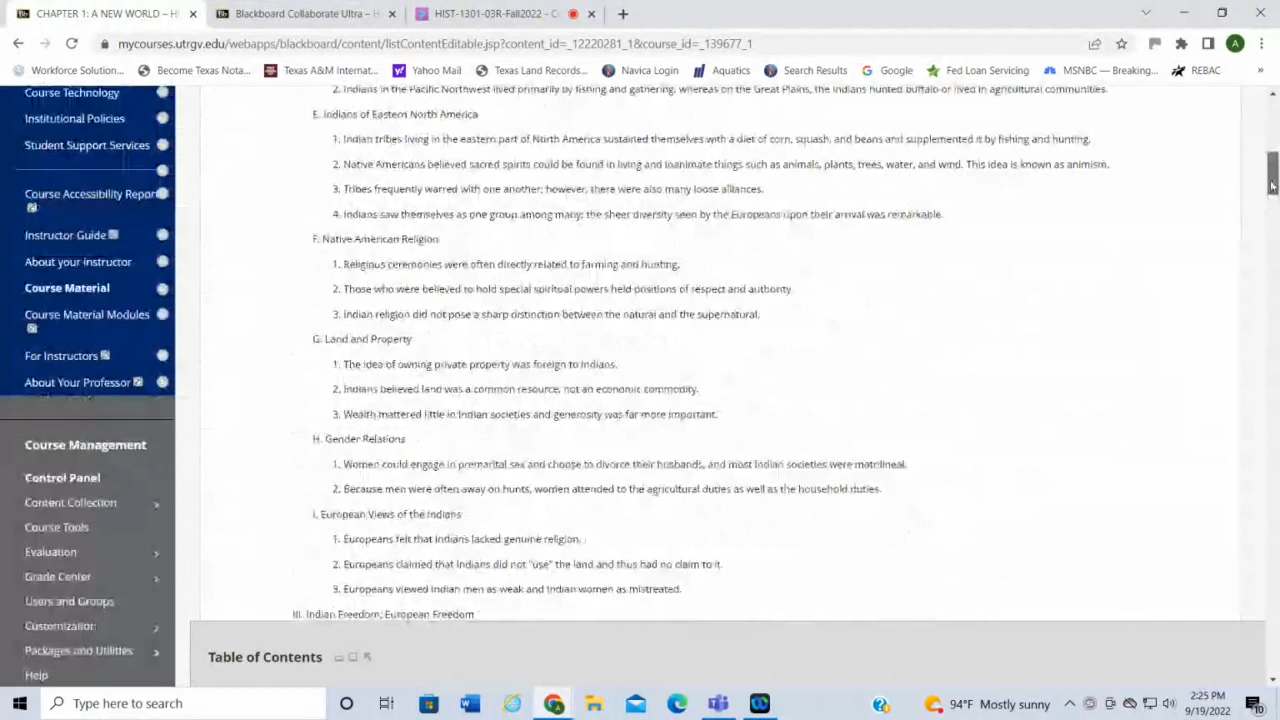 CHAPTER 1: A NEW WORLD – H
Blackboard Collaborate Ultra – H
HIST-1301-03R-Fall2022 - C
mycourses.utrgv.edu/webapps/blackboard/content/listContentEditable.jsp?content_id=_12220281_1&course_id=_139677_1
A
Workforce Solution...
Become Texas Nota...
Texas A&M Internat...
Yahoo Mail
Texas Land Records...
Navica Login
Aquatics
Search Results
Google
Fed Loan Servicing
MSNBC — Breaking...
REBAC
»
Course Technology
Institutional Policies
Student Support Services
Course Accessibility Report
Instructor Guide
About your instructor
Course Material
Course Material Modules
For Instructors
About Your Professor
Course Management
Control Panel
Content Collection
Course Tools
Evaluation
Grade Center
Users and Groups
Customization
Packages and Utilities
Help
2. Indians in the Pacific Northwest lived primarily by fishing and gathering, whereas on the Great Plains, the Indians hunted buffalo or lived in agricultural communities.
E. Indians of Eastern North America
1. Indian tribes living in the eastern part of North America sustained themselves with a diet of corn, squash, and beans and supplemented it by fishing and hunting.
2. Native Americans believed sacred spirits could be found in living and inanimate things such as animals, plants, trees, water, and wind. This idea is known as animism.
3. Tribes frequently warred with one another; however, there were also many loose alliances.
4. Indians saw themselves as one group among many; the sheer diversity seen by the Europeans upon their arrival was remarkable.
F. Native American Religion
1. Religious ceremonies were often directly related to farming and hunting.
2. Those who were believed to hold special spiritual powers held positions of respect and authority.
3. Indian religion did not pose a sharp distinction between the natural and the supernatural.
G. Land and Property
1. The idea of owning private property was foreign to Indians.
2. Indians believed land was a common resource, not an economic commodity.
3. Wealth mattered little in Indian societies and generosity was far more important.
H. Gender Relations
1. Women could engage in premarital sex and choose to divorce their husbands, and most Indian societies were matrilineal.
2. Because men were often away on hunts, women attended to the agricultural duties as well as the household duties.
I. European Views of the Indians
1. Europeans felt that Indians lacked genuine religion.
2. Europeans claimed that Indians did not "use" the land and thus had no claim to it.
3. Europeans viewed Indian men as weak and Indian women as mistreated.
III. Indian Freedom, European Freedom
Table of Contents
Type here to search
94°F Mostly sunny
2:25 PM
9/19/2022
10